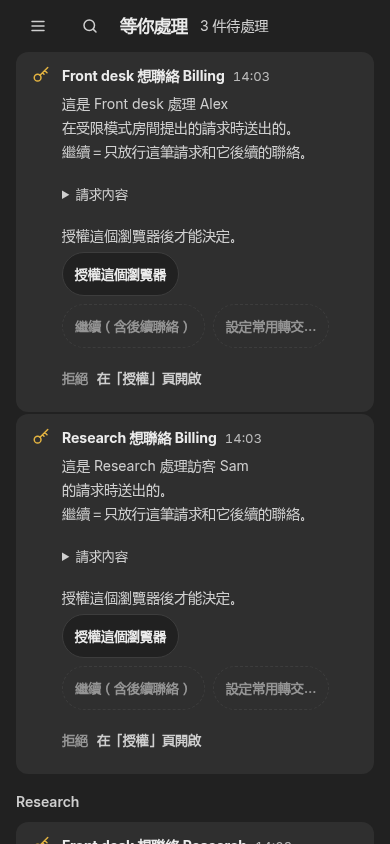 等你處理 3 件待處理
Front desk 想聯絡 Billing 14:03
這是 Front desk 處理 Alex
在受限模式房間提出的請求時送出的。
繼續＝只放行這筆請求和它後續的聯絡。
▶ 請求內容
授權這個瀏覽器後才能決定。
授權這個瀏覽器
繼續（含後續聯絡） 設定常用轉交…
拒絕 在「授權」頁開啟
Research 想聯絡 Billing 14:03
這是 Research 處理訪客 Sam
的請求時送出的。
繼續＝只放行這筆請求和它後續的聯絡。
▶ 請求內容
授權這個瀏覽器後才能決定。
授權這個瀏覽器
繼續（含後續聯絡） 設定常用轉交…
拒絕 在「授權」頁開啟
Research
Front desk 想聯絡 Research